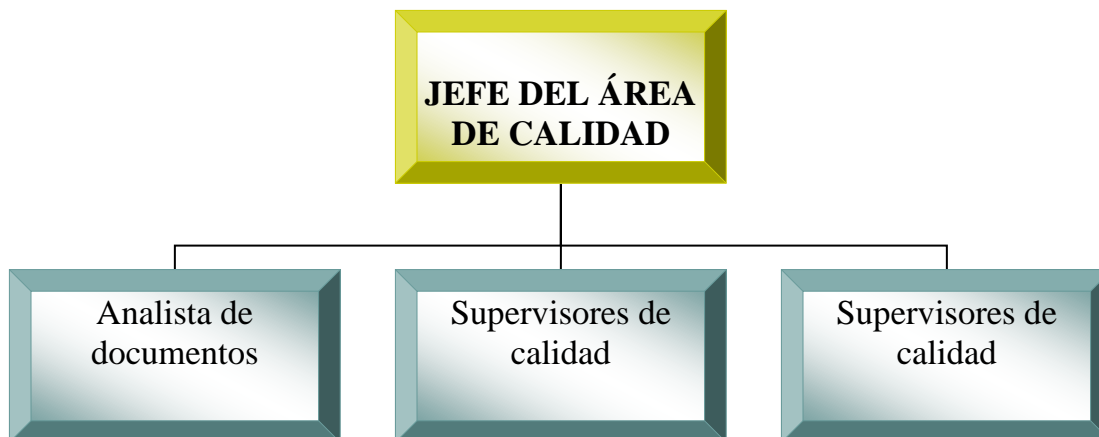 JEFE DEL ÁREA
DE CALIDAD
Analista de
documentos
Supervisores de
calidad
Supervisores de
calidad